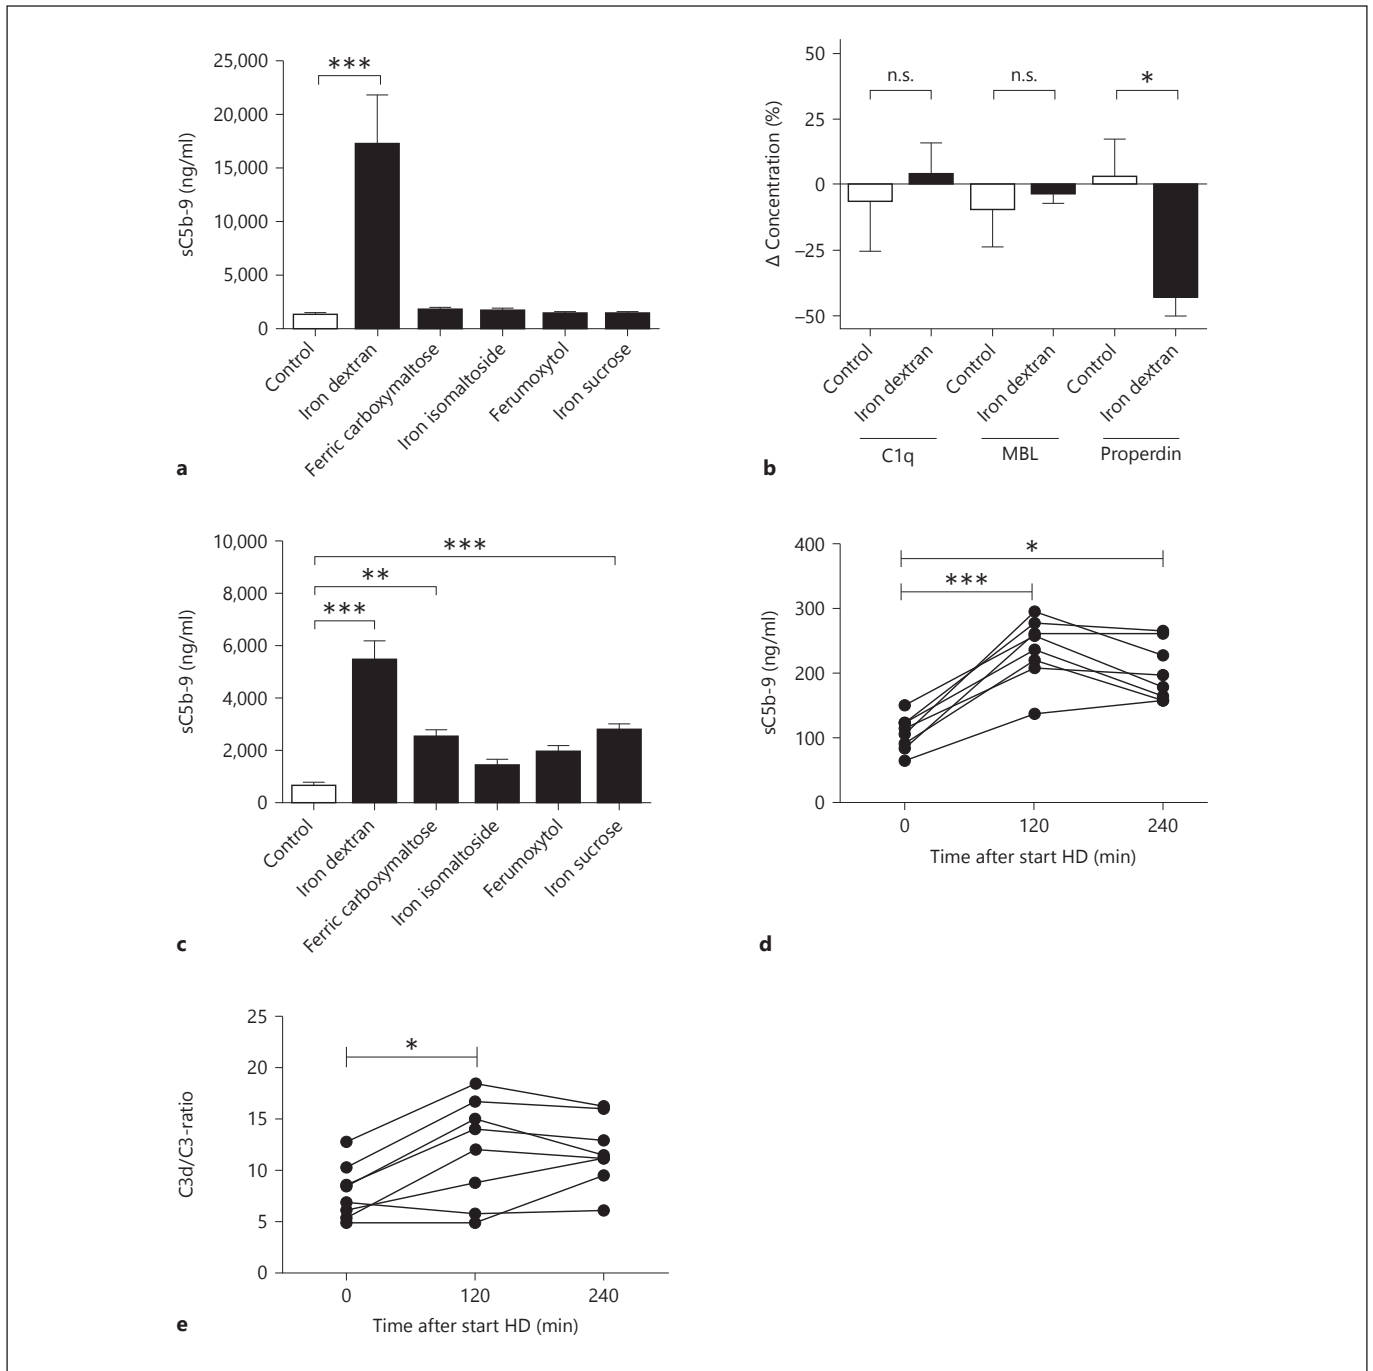 25,000
20,000
15,000
10,000
5,000
0
sC5b-9 (ng/ml)
***
Control
Iron dextran
Ferric carboxymaltose
Iron isomaltoside
Ferumoxytol
Iron sucrose
a
50
25
0
–25
–50
Δ Concentration (%)
n.s.
n.s.
*
Control
Iron dextran
Control
Iron dextran
Control
Iron dextran
C1q
MBL
Properdin
b
10,000
8,000
6,000
4,000
2,000
0
sC5b-9 (ng/ml)
***
**
***
Control
Iron dextran
Ferric carboxymaltose
Iron isomaltoside
Ferumoxytol
Iron sucrose
c
400
300
200
100
0
sC5b-9 (ng/ml)
*
***
0 120 240
Time after start HD (min)
d
25
20
15
10
5
0
C3d/C3-ratio
*
0 120 240
Time after start HD (min)
e